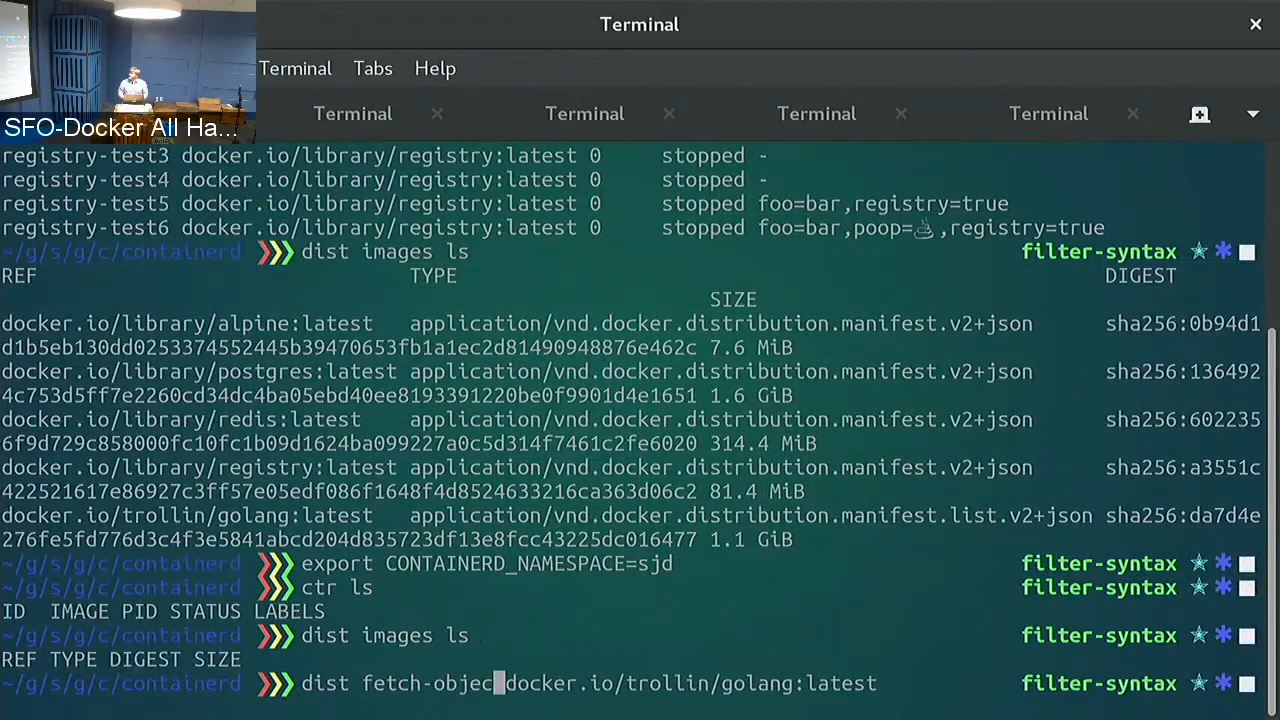 Terminal
Terminal Tabs Help
Terminal Terminal Terminal Terminal
SFO-Docker All Ha...
registry-test3 docker.io/library/registry:latest 0 stopped -
registry-test4 docker.io/library/registry:latest 0 stopped -
registry-test5 docker.io/library/registry:latest 0 stopped foo=bar,registry=true
registry-test6 docker.io/library/registry:latest 0 stopped foo=bar,poop=💩,registry=true
~/g/s/g/c/containerd ❯❯❯ dist images ls filter-syntax ✭ ✱ ◼
REF TYPE DIGEST
SIZE
docker.io/library/alpine:latest application/vnd.docker.distribution.manifest.v2+json sha256:0b94d1
d1b5eb130dd0253374552445b39470653fb1a1ec2d81490948876e462c 7.6 MiB
docker.io/library/postgres:latest application/vnd.docker.distribution.manifest.v2+json sha256:136492
4c753d5ff7e2260cd34dc4ba05ebd40ee8193391220be0f9901d4e1651 1.6 GiB
docker.io/library/redis:latest application/vnd.docker.distribution.manifest.v2+json sha256:602235
6f9d729c858000fc10fc1b09d1624ba099227a0c5d314f7461c2fe6020 314.4 MiB
docker.io/library/registry:latest application/vnd.docker.distribution.manifest.v2+json sha256:a3551c
422521617e86927c3ff57e05edf086f1648f4d8524633216ca363d06c2 81.4 MiB
docker.io/trollin/golang:latest application/vnd.docker.distribution.manifest.list.v2+json sha256:da7d4e
276fe5fd776d3c4f3e5841abcd204d835723df13e8fcc43225dc016477 1.1 GiB
~/g/s/g/c/containerd ❯❯❯ export CONTAINERD_NAMESPACE=sjd filter-syntax ✭ ✱ ◼
~/g/s/g/c/containerd ❯❯❯ ctr ls filter-syntax ✭ ✱ ◼
ID IMAGE PID STATUS LABELS
~/g/s/g/c/containerd ❯❯❯ dist images ls filter-syntax ✭ ✱ ◼
REF TYPE DIGEST SIZE
~/g/s/g/c/containerd ❯❯❯ dist fetch-objec docker.io/trollin/golang:latest filter-syntax ✭ ✱ ◼